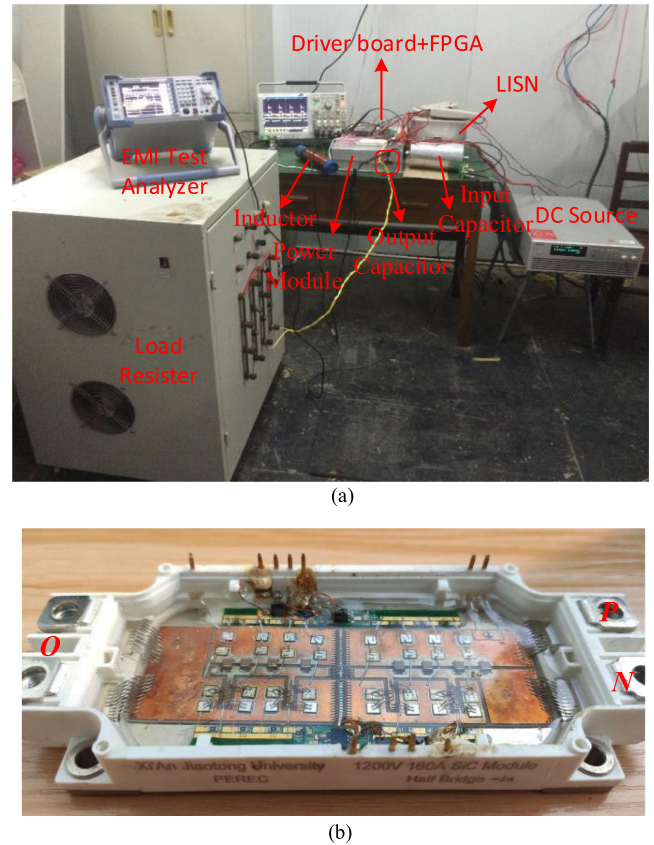 Driver board+FPGA
LISN
EMI Test
Analyzer
Inductor
Power
Module
Output
Capacitor
Input
Capacitor
DC Source
Load
Resister
(a)
O
P
N
Xi'An Jiaotong University
PEREC
1200V 160A SiC Module
Half Bridge
(b)